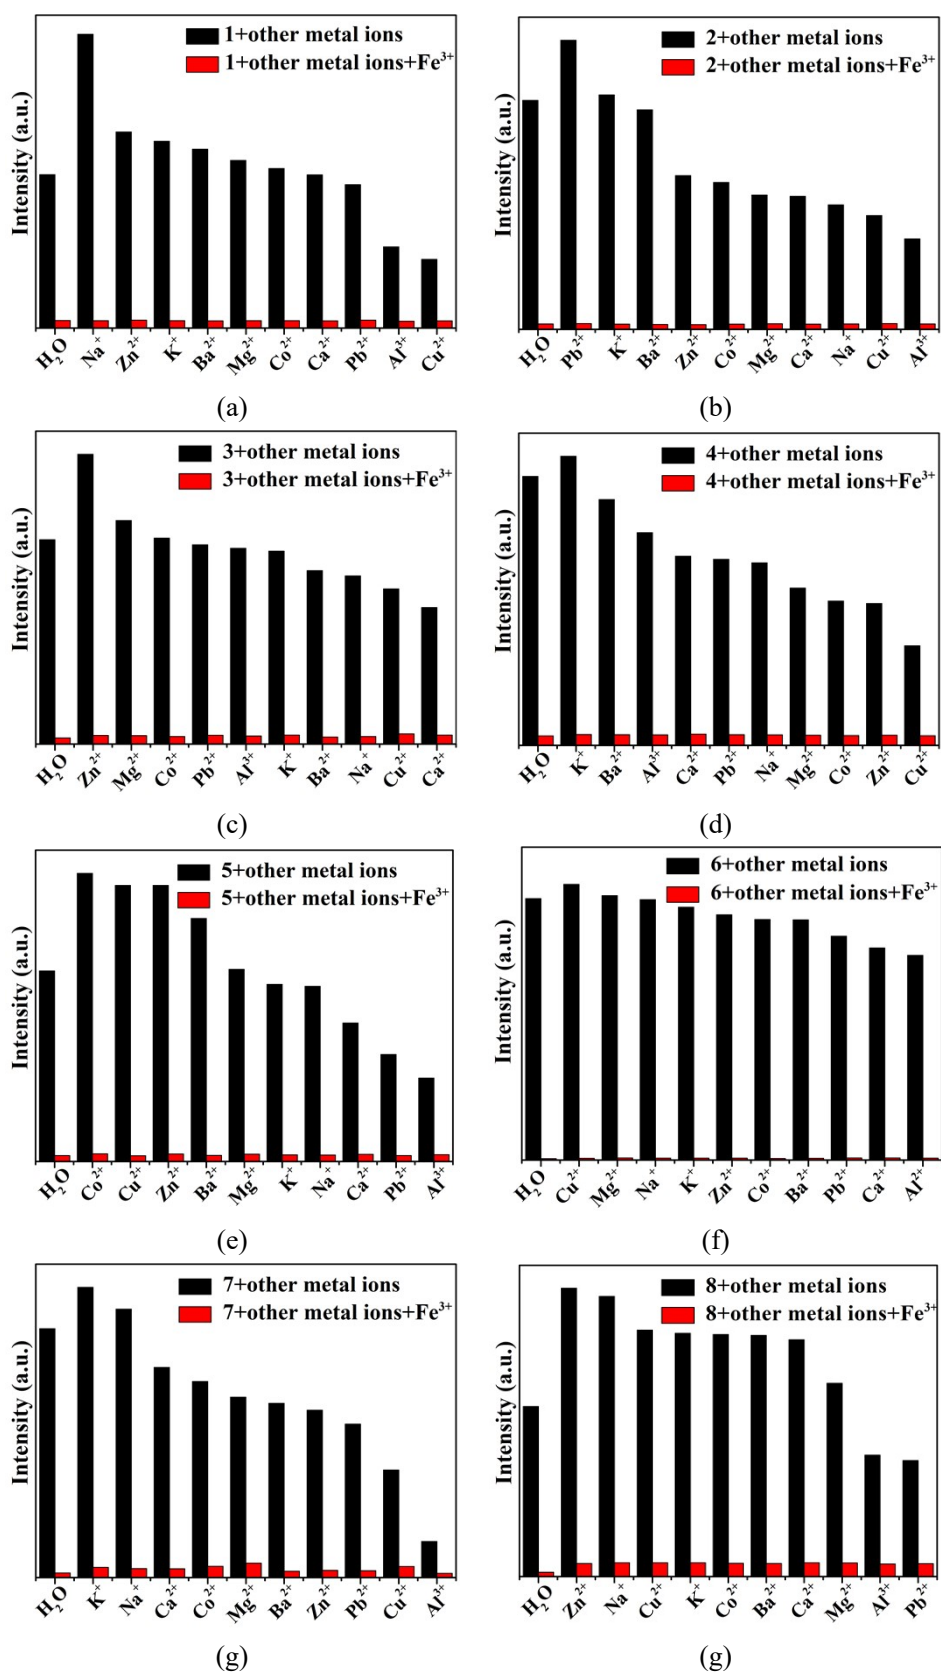 1+other metal ions
1+other metal ions+Fe³⁺
Intensity (a.u.)
H₂O Na⁺ Zn²⁺ K⁺ Ba²⁺ Mg²⁺ Co²⁺ Ca²⁺ Pb²⁺ Al³⁺ Cu²⁺
(a)
2+other metal ions
2+other metal ions+Fe³⁺
Intensity (a.u.)
H₂O Pb²⁺ K⁺ Ba²⁺ Zn²⁺ Co²⁺ Mg²⁺ Ca²⁺ Na⁺ Cu²⁺ Al³⁺
(b)
3+other metal ions
3+other metal ions+Fe³⁺
Intensity (a.u.)
H₂O Zn²⁺ Mg²⁺ Co²⁺ Pb²⁺ Al³⁺ K⁺ Ba²⁺ Na⁺ Cu²⁺ Ca²⁺
(c)
4+other metal ions
4+other metal ions+Fe³⁺
Intensity (a.u.)
H₂O K⁺ Ba²⁺ Al³⁺ Ca²⁺ Pb²⁺ Na⁺ Mg²⁺ Co²⁺ Zn²⁺ Cu²⁺
(d)
5+other metal ions
5+other metal ions+Fe³⁺
Intensity (a.u.)
H₂O Co²⁺ Cu²⁺ Zn²⁺ Ba²⁺ Mg²⁺ K⁺ Na⁺ Ca²⁺ Pb²⁺ Al³⁺
(e)
6+other metal ions
6+other metal ions+Fe³⁺
Intensity (a.u.)
H₂O Cu²⁺ Mg²⁺ Na⁺ K⁺ Zn²⁺ Co²⁺ Ba²⁺ Pb²⁺ Ca²⁺ Al³⁺
(f)
7+other metal ions
7+other metal ions+Fe³⁺
Intensity (a.u.)
H₂O K⁺ Na⁺ Ca²⁺ Co²⁺ Mg²⁺ Ba²⁺ Zn²⁺ Pb²⁺ Cu²⁺ Al³⁺
(g)
8+other metal ions
8+other metal ions+Fe³⁺
Intensity (a.u.)
H₂O Zn²⁺ Na⁺ Cu²⁺ K⁺ Co²⁺ Ba²⁺ Ca²⁺ Mg²⁺ Al³⁺ Pb²⁺
(g)